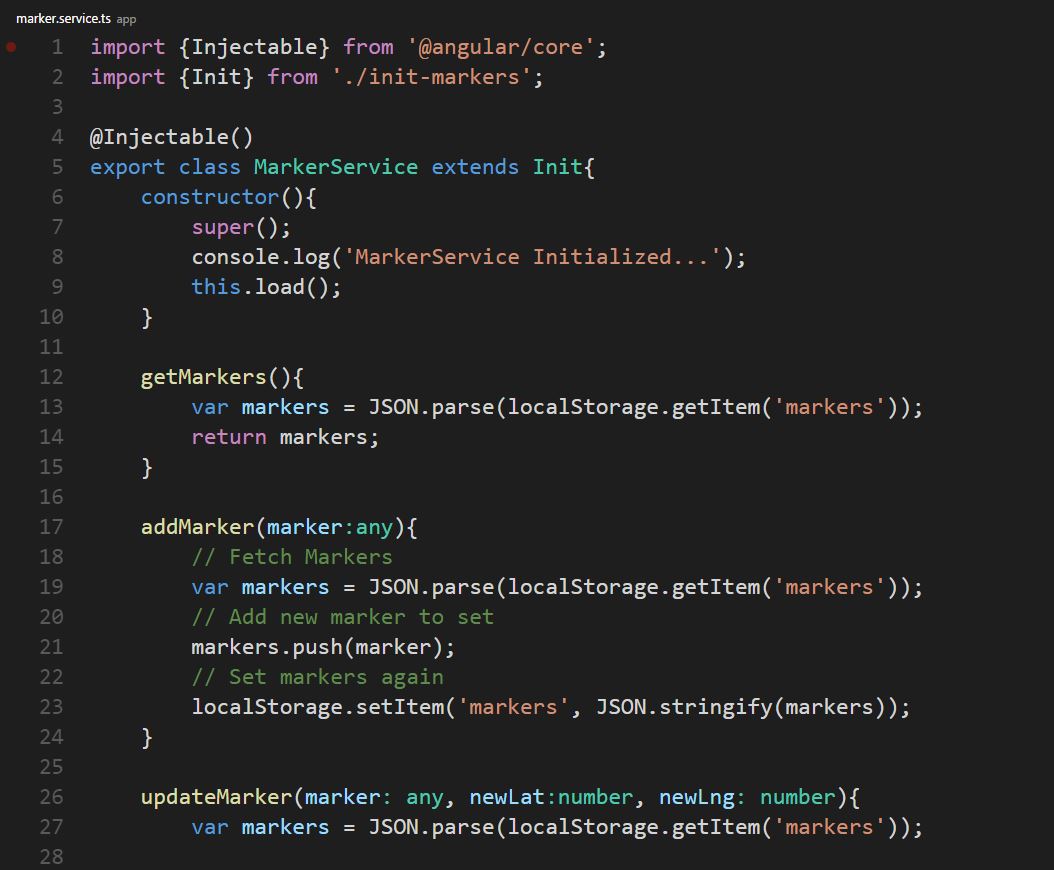 marker.service.ts app
1 import {Injectable} from '@angular/core';
2 import {Init} from './init-markers';
3
4 @Injectable()
5 export class MarkerService extends Init{
6     constructor(){
7         super();
8         console.log('MarkerService Initialized...');
9         this.load();
10     }
11
12     getMarkers(){
13         var markers = JSON.parse(localStorage.getItem('markers'));
14         return markers;
15     }
16
17     addMarker(marker:any){
18         // Fetch Markers
19         var markers = JSON.parse(localStorage.getItem('markers'));
20         // Add new marker to set
21         markers.push(marker);
22         // Set markers again
23         localStorage.setItem('markers', JSON.stringify(markers));
24     }
25
26     updateMarker(marker: any, newLat:number, newLng: number){
27         var markers = JSON.parse(localStorage.getItem('markers'));
28